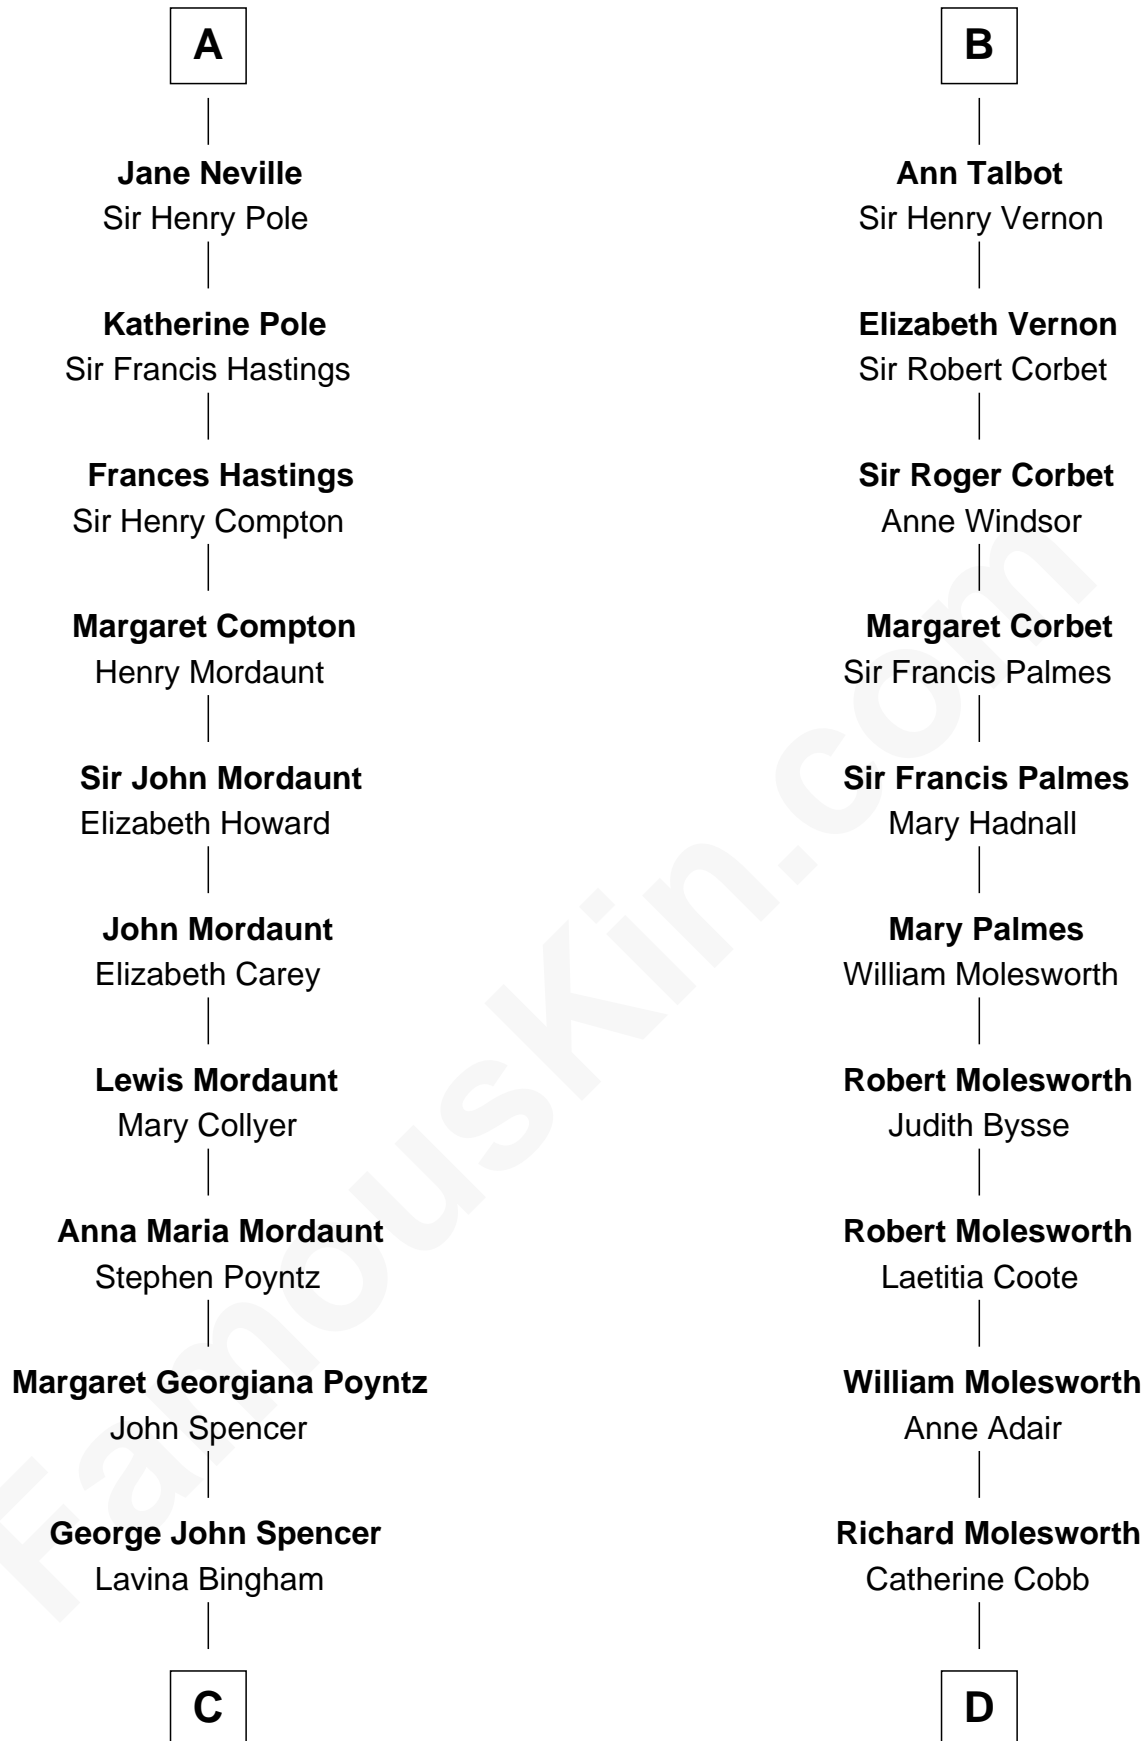 A
Jane Neville
Sir Henry Pole
Katherine Pole
Sir Francis Hastings
Frances Hastings
Sir Henry Compton
Margaret Compton
Henry Mordaunt
Sir John Mordaunt
Elizabeth Howard
John Mordaunt
Elizabeth Carey
Lewis Mordaunt
Mary Collyer
Anna Maria Mordaunt
Stephen Poyntz
Margaret Georgiana Poyntz
John Spencer
George John Spencer
Lavina Bingham
C
B
Ann Talbot
Sir Henry Vernon
Elizabeth Vernon
Sir Robert Corbet
Sir Roger Corbet
Anne Windsor
Margaret Corbet
Sir Francis Palmes
Sir Francis Palmes
Mary Hadnall
Mary Palmes
William Molesworth
Robert Molesworth
Judith Bysse
Robert Molesworth
Laetitia Coote
William Molesworth
Anne Adair
Richard Molesworth
Catherine Cobb
D
FamousKin.com